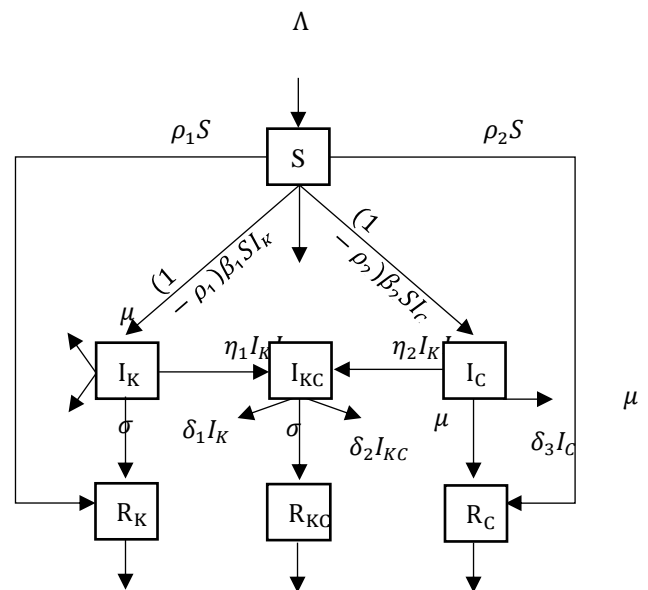 Λ
ρ₁S
ρ₂S
S
(1
− ρ₁)β₁SI_K
(1
− ρ₂)β₂SI_C
μ
η₁I_K
η₂I_K
I_K
I_KC
I_C
μ
σ
δ₁I_K
σ
δ₂I_KC
μ
δ₃I_C
R_K
R_KC
R_C